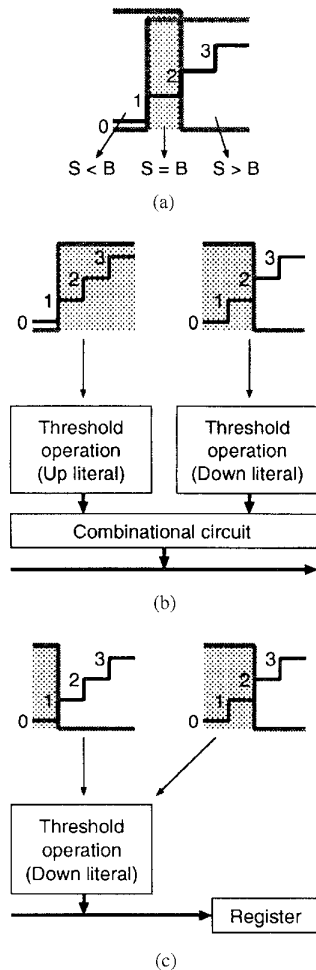 3
2
1
0
S < B
S = B
S > B
(a)
3
2
1
0
3
2
1
0
Threshold
operation
(Up literal)
Threshold
operation
(Down literal)
Combinational circuit
(b)
3
2
1
0
3
2
1
0
Threshold
operation
(Down literal)
Register
(c)